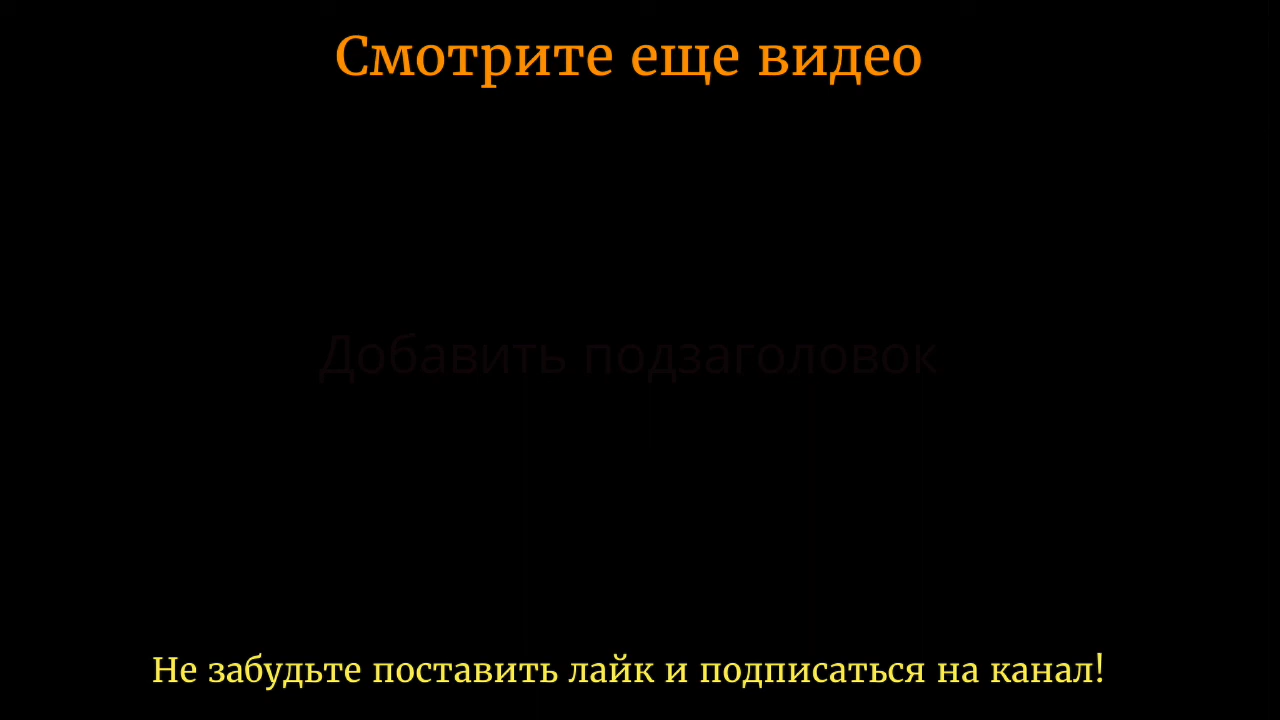 Смотрите еще видео
Добавить подзаголовок
Не забудьте поставить лайк и подписаться на канал!